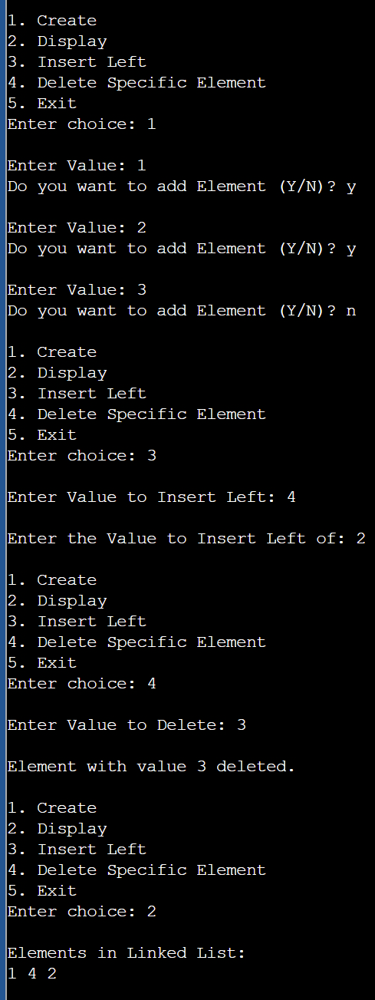 1. Create
2. Display
3. Insert Left
4. Delete Specific Element
5. Exit
Enter choice: 1
Enter Value: 1
Do you want to add Element (Y/N)? y
Enter Value: 2
Do you want to add Element (Y/N)? y
Enter Value: 3
Do you want to add Element (Y/N)? n
1. Create
2. Display
3. Insert Left
4. Delete Specific Element
5. Exit
Enter choice: 3
Enter Value to Insert Left: 4
Enter the Value to Insert Left of: 2
1. Create
2. Display
3. Insert Left
4. Delete Specific Element
5. Exit
Enter choice: 4
Enter Value to Delete: 3
Element with value 3 deleted.
1. Create
2. Display
3. Insert Left
4. Delete Specific Element
5. Exit
Enter choice: 2
Elements in Linked List:
1 4 2